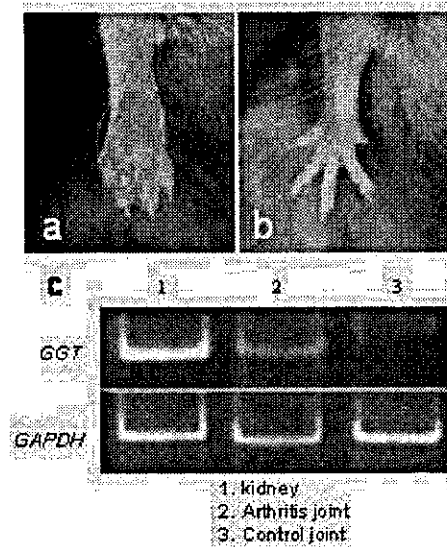 a b
C 1 2 3
GGT
GAPDH
1. kidney
2. Arthritis joint
3. Control joint